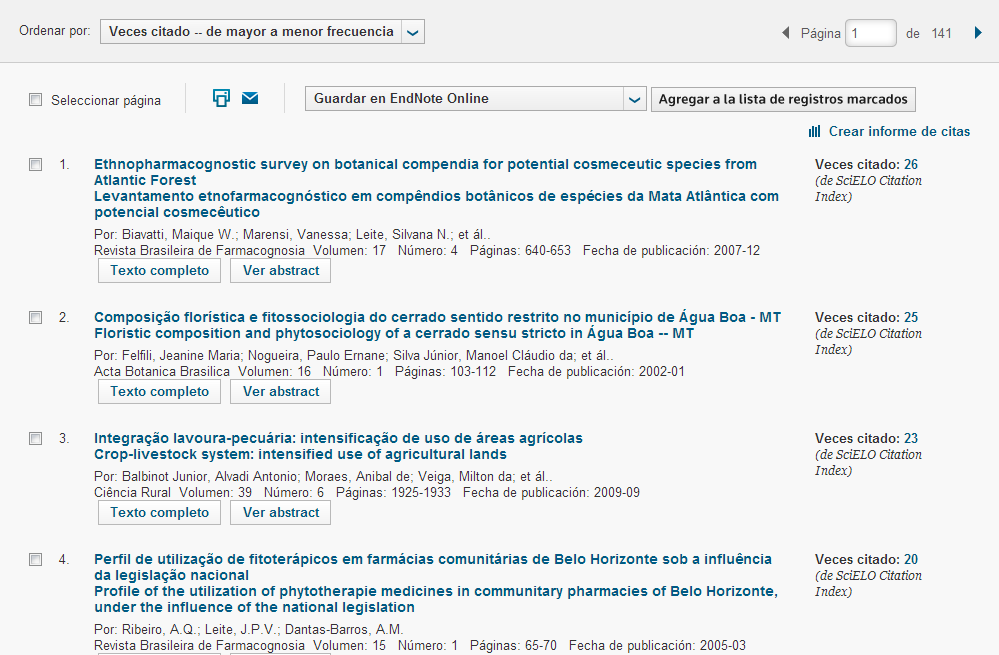 Ordenar por: Veces citado -- de mayor a menor frecuencia Página 1 de 141
Seleccionar página Guardar en EndNote Online Agregar a la lista de registros marcados
Crear informe de citas
1. Ethnopharmacognostic survey on botanical compendia for potential cosmeceutic species from
Atlantic Forest
Levantamento etnofarmacognóstico em compêndios botânicos de espécies da Mata Atlântica com
potencial cosmecêutico
Por: Biavatti, Maique W.; Marensi, Vanessa; Leite, Silvana N.; et ál..
Revista Brasileira de Farmacognosia Volumen: 17 Número: 4 Páginas: 640-653 Fecha de publicación: 2007-12
Texto completo Ver abstract
Veces citado: 26
(de SciELO Citation
Index)
2. Composição florística e fitossociologia do cerrado sentido restrito no município de Água Boa - MT
Floristic composition and phytosociology of a cerrado sensu stricto in Água Boa -- MT
Por: Felfili, Jeanine Maria; Nogueira, Paulo Ernane; Silva Júnior, Manoel Cláudio da; et ál..
Acta Botanica Brasilica Volumen: 16 Número: 1 Páginas: 103-112 Fecha de publicación: 2002-01
Texto completo Ver abstract
Veces citado: 25
(de SciELO Citation
Index)
3. Integração lavoura-pecuária: intensificação de uso de áreas agrícolas
Crop-livestock system: intensified use of agricultural lands
Por: Balbinot Junior, Alvadi Antonio; Moraes, Anibal de; Veiga, Milton da; et ál..
Ciência Rural Volumen: 39 Número: 6 Páginas: 1925-1933 Fecha de publicación: 2009-09
Texto completo Ver abstract
Veces citado: 23
(de SciELO Citation
Index)
4. Perfil de utilização de fitoterápicos em farmácias comunitárias de Belo Horizonte sob a influência
da legislação nacional
Profile of the utilization of phytotherapie medicines in communitary pharmacies of Belo Horizonte,
under the influence of the national legislation
Por: Ribeiro, A.Q.; Leite, J.P.V.; Dantas-Barros, A.M.
Revista Brasileira de Farmacognosia Volumen: 15 Número: 1 Páginas: 65-70 Fecha de publicación: 2005-03
Veces citado: 20
(de SciELO Citation
Index)